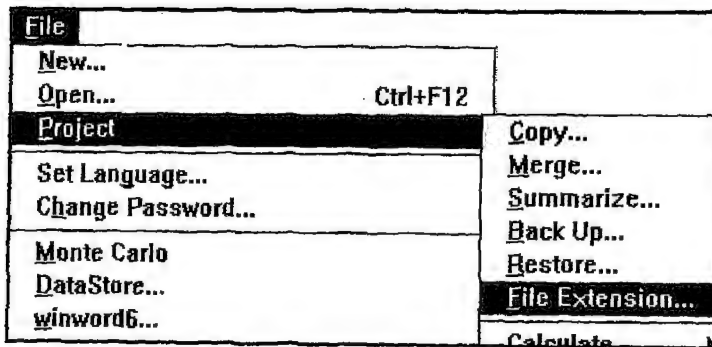 File
New...
Open... Ctrl+F12
Project
Set Language...
Change Password...
Monte Carlo
DataStore...
winword6...
Copy...
Merge...
Summarize...
Back Up...
Restore...
File Extension...
Calculate